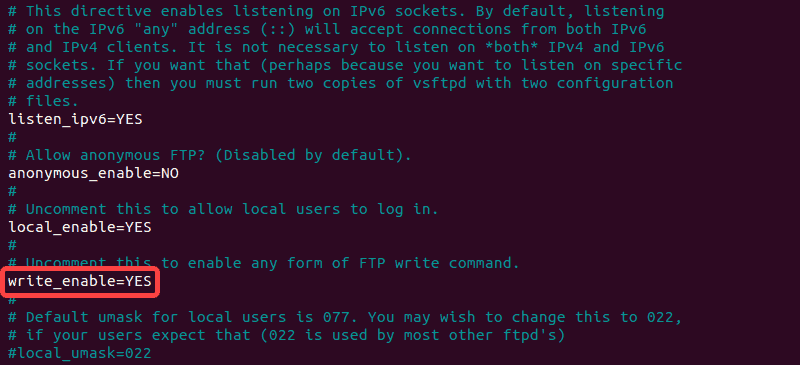 # This directive enables listening on IPv6 sockets. By default, listening
# on the IPv6 "any" address (::) will accept connections from both IPv6
# and IPv4 clients. It is not necessary to listen on *both* IPv4 and IPv6
# sockets. If you want that (perhaps because you want to listen on specific
# addresses) then you must run two copies of vsftpd with two configuration
# files.
listen_ipv6=YES
#
# Allow anonymous FTP? (Disabled by default).
anonymous_enable=NO
#
# Uncomment this to allow local users to log in.
local_enable=YES
#
# Uncomment this to enable any form of FTP write command.
write_enable=YES
#
# Default umask for local users is 077. You may wish to change this to 022,
# if your users expect that (022 is used by most other ftpd's)
#local_umask=022